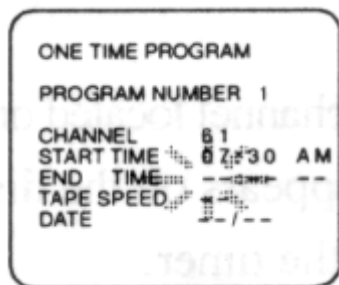 ONE TIME PROGRAM
PROGRAM NUMBER 1
CHANNEL 61
START TIME 07:30 AM
END TIME --:-- --
TAPE SPEED --
DATE --/--